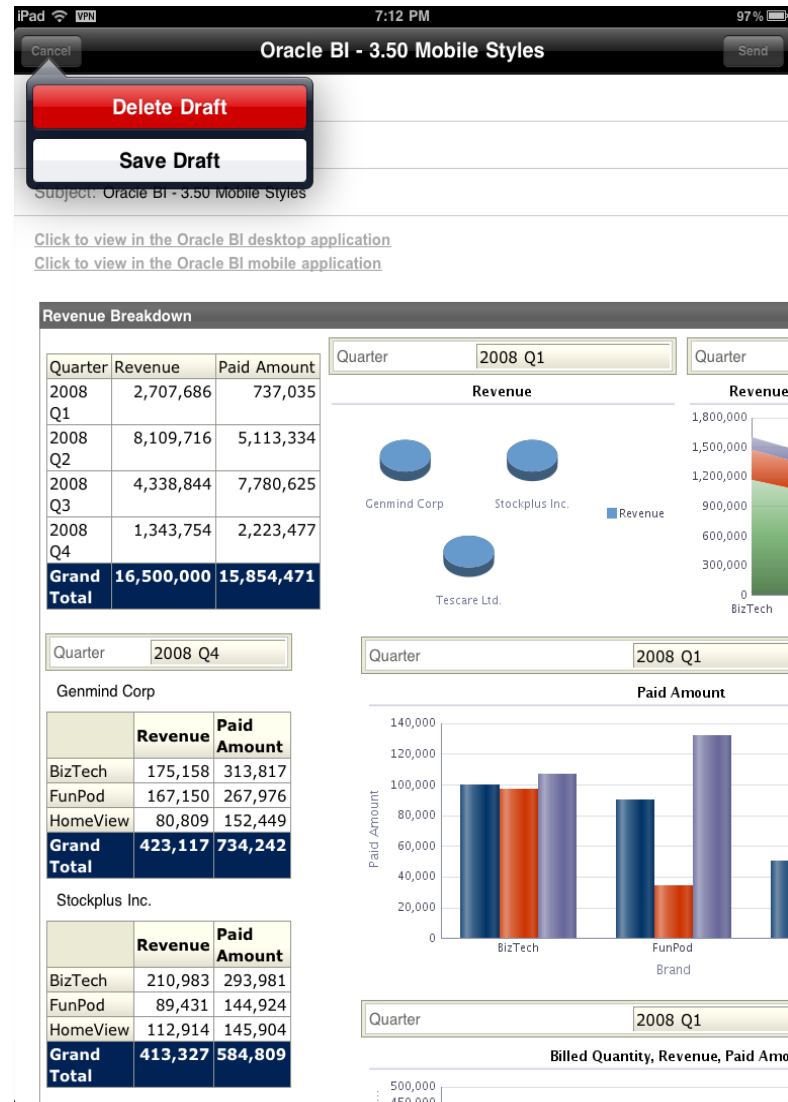 iPad VPN 7:12 PM 97%
Cancel Oracle BI - 3.50 Mobile Styles Send
Delete Draft
Save Draft
Subject: Oracle BI - 3.50 Mobile Styles
Click to view in the Oracle BI desktop application
Click to view in the Oracle BI mobile application
Revenue Breakdown
Quarter Revenue Paid Amount
2008 2,707,686 737,035
Q1
2008 8,109,716 5,113,334
Q2
2008 4,338,844 7,780,625
Q3
2008 1,343,754 2,223,477
Q4
Grand 16,500,000 15,854,471
Total
Quarter 2008 Q1
Revenue
Genmind Corp Stockplus Inc.
Revenue
Tescare Ltd.
Quarter
Revenue
1,800,000
1,500,000
1,200,000
900,000
600,000
300,000
0
BizTech
Quarter 2008 Q4
Genmind Corp
Revenue Paid
Amount
BizTech 175,158 313,817
FunPod 167,150 267,976
HomeView 80,809 152,449
Grand 423,117 734,242
Total
Stockplus Inc.
Revenue Paid
Amount
BizTech 210,983 293,981
FunPod 89,431 144,924
HomeView 112,914 145,904
Grand 413,327 584,809
Total
Quarter 2008 Q1
Paid Amount
140,000
120,000
100,000
80,000
60,000
40,000
20,000
0
Paid Amount
BizTech FunPod
Brand
Quarter 2008 Q1
Billed Quantity, Revenue, Paid Amo
500,000
450,000